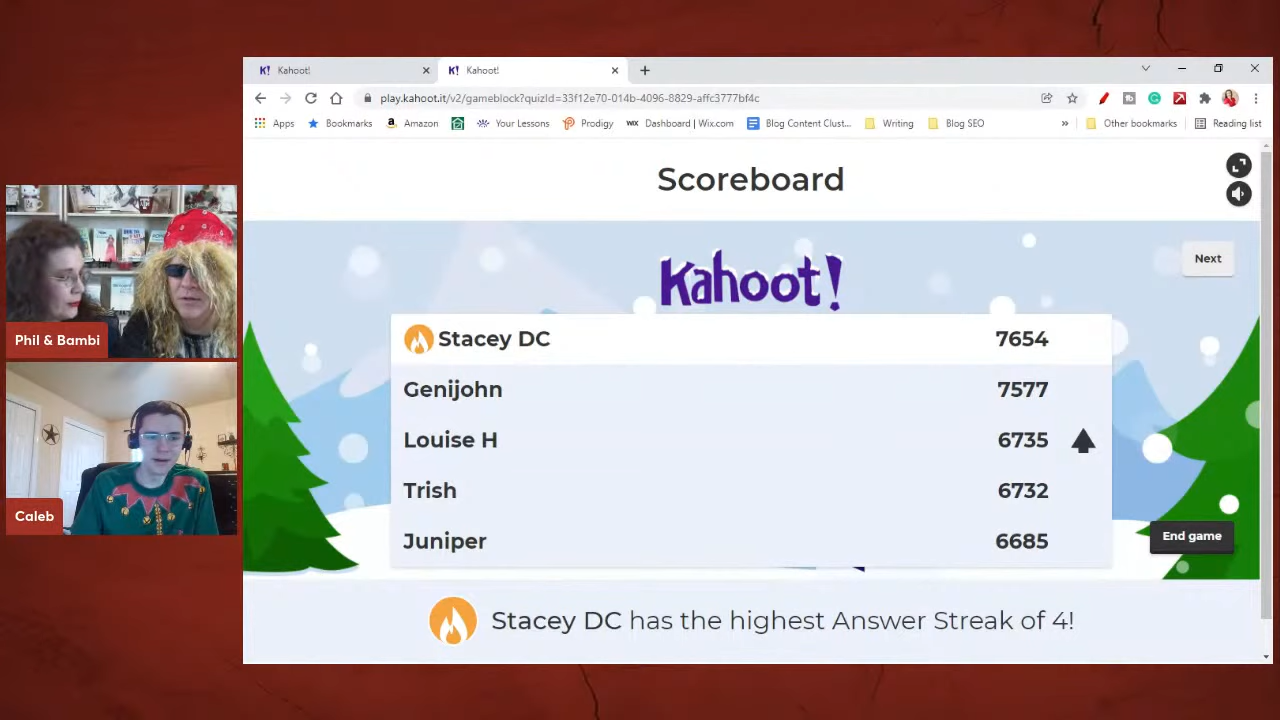 Kahoot!
Kahoot!
play.kahoot.it/v2/gameblock?quizId=33f12e70-014b-4096-8829-affc3777bf4c
Apps Bookmarks Amazon Your Lessons Prodigy WIX Dashboard | Wix.com Blog Content Clust... Writing Blog SEO » Other bookmarks Reading list
Scoreboard
Kahoot!
Next
Stacey DC 7654
Genijohn 7577
Louise H 6735
Trish 6732
Juniper 6685
End game
Stacey DC has the highest Answer Streak of 4!
Phil & Bambi
Caleb